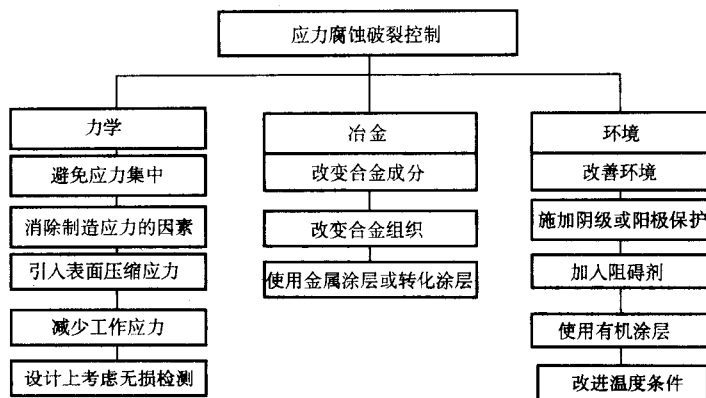 应力腐蚀破裂控制
力学
避免应力集中
消除制造应力的因素
引入表面压缩应力
减少工作应力
设计上考虑无损检测
冶金
改变合金成分
改变合金组织
使用金属涂层或转化涂层
环境
改善环境
施加阴级或阳极保护
加入阻碍剂
使用有机涂层
改进温度条件